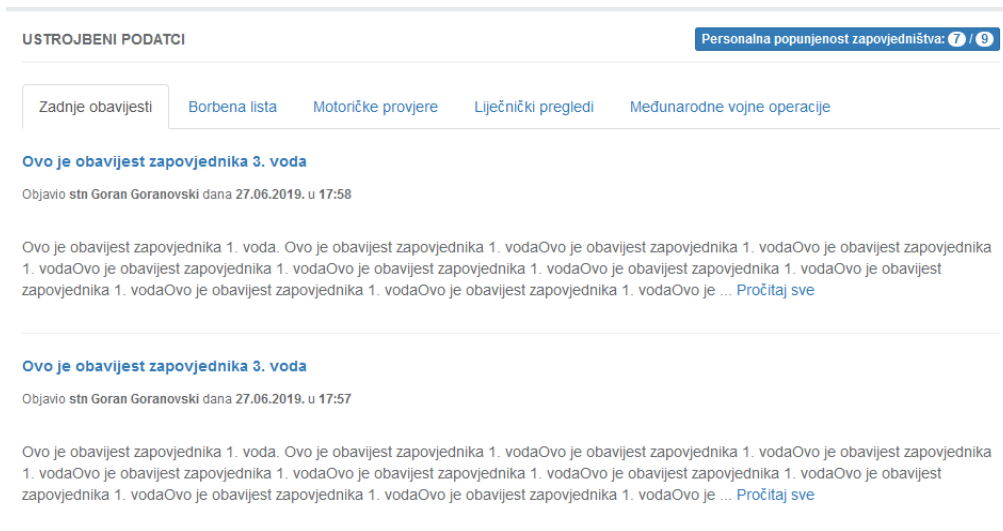 USTROJBENI PODATCI
Personalna popunjenost zapovjedništva: 7 / 9
Zadnje obavijesti Borbena lista Motoričke provjere Liječnički pregledi Međunarodne vojne operacije
Ovo je obavijest zapovjednika 3. voda
Objavio stn Goran Goranovski dana 27.06.2019. u 17:58
Ovo je obavijest zapovjednika 1. voda. Ovo je obavijest zapovjednika 1. vodaOvo je obavijest zapovjednika 1. vodaOvo je obavijest zapovjednika
1. vodaOvo je obavijest zapovjednika 1. vodaOvo je obavijest zapovjednika 1. vodaOvo je obavijest zapovjednika 1. vodaOvo je obavijest
zapovjednika 1. vodaOvo je obavijest zapovjednika 1. vodaOvo je obavijest zapovjednika 1. vodaOvo je ... Pročitaj sve
Ovo je obavijest zapovjednika 3. voda
Objavio stn Goran Goranovski dana 27.06.2019. u 17:57
Ovo je obavijest zapovjednika 1. voda. Ovo je obavijest zapovjednika 1. vodaOvo je obavijest zapovjednika 1. vodaOvo je obavijest zapovjednika
1. vodaOvo je obavijest zapovjednika 1. vodaOvo je obavijest zapovjednika 1. vodaOvo je obavijest zapovjednika 1. vodaOvo je obavijest
zapovjednika 1. vodaOvo je obavijest zapovjednika 1. vodaOvo je obavijest zapovjednika 1. vodaOvo je ... Pročitaj sve